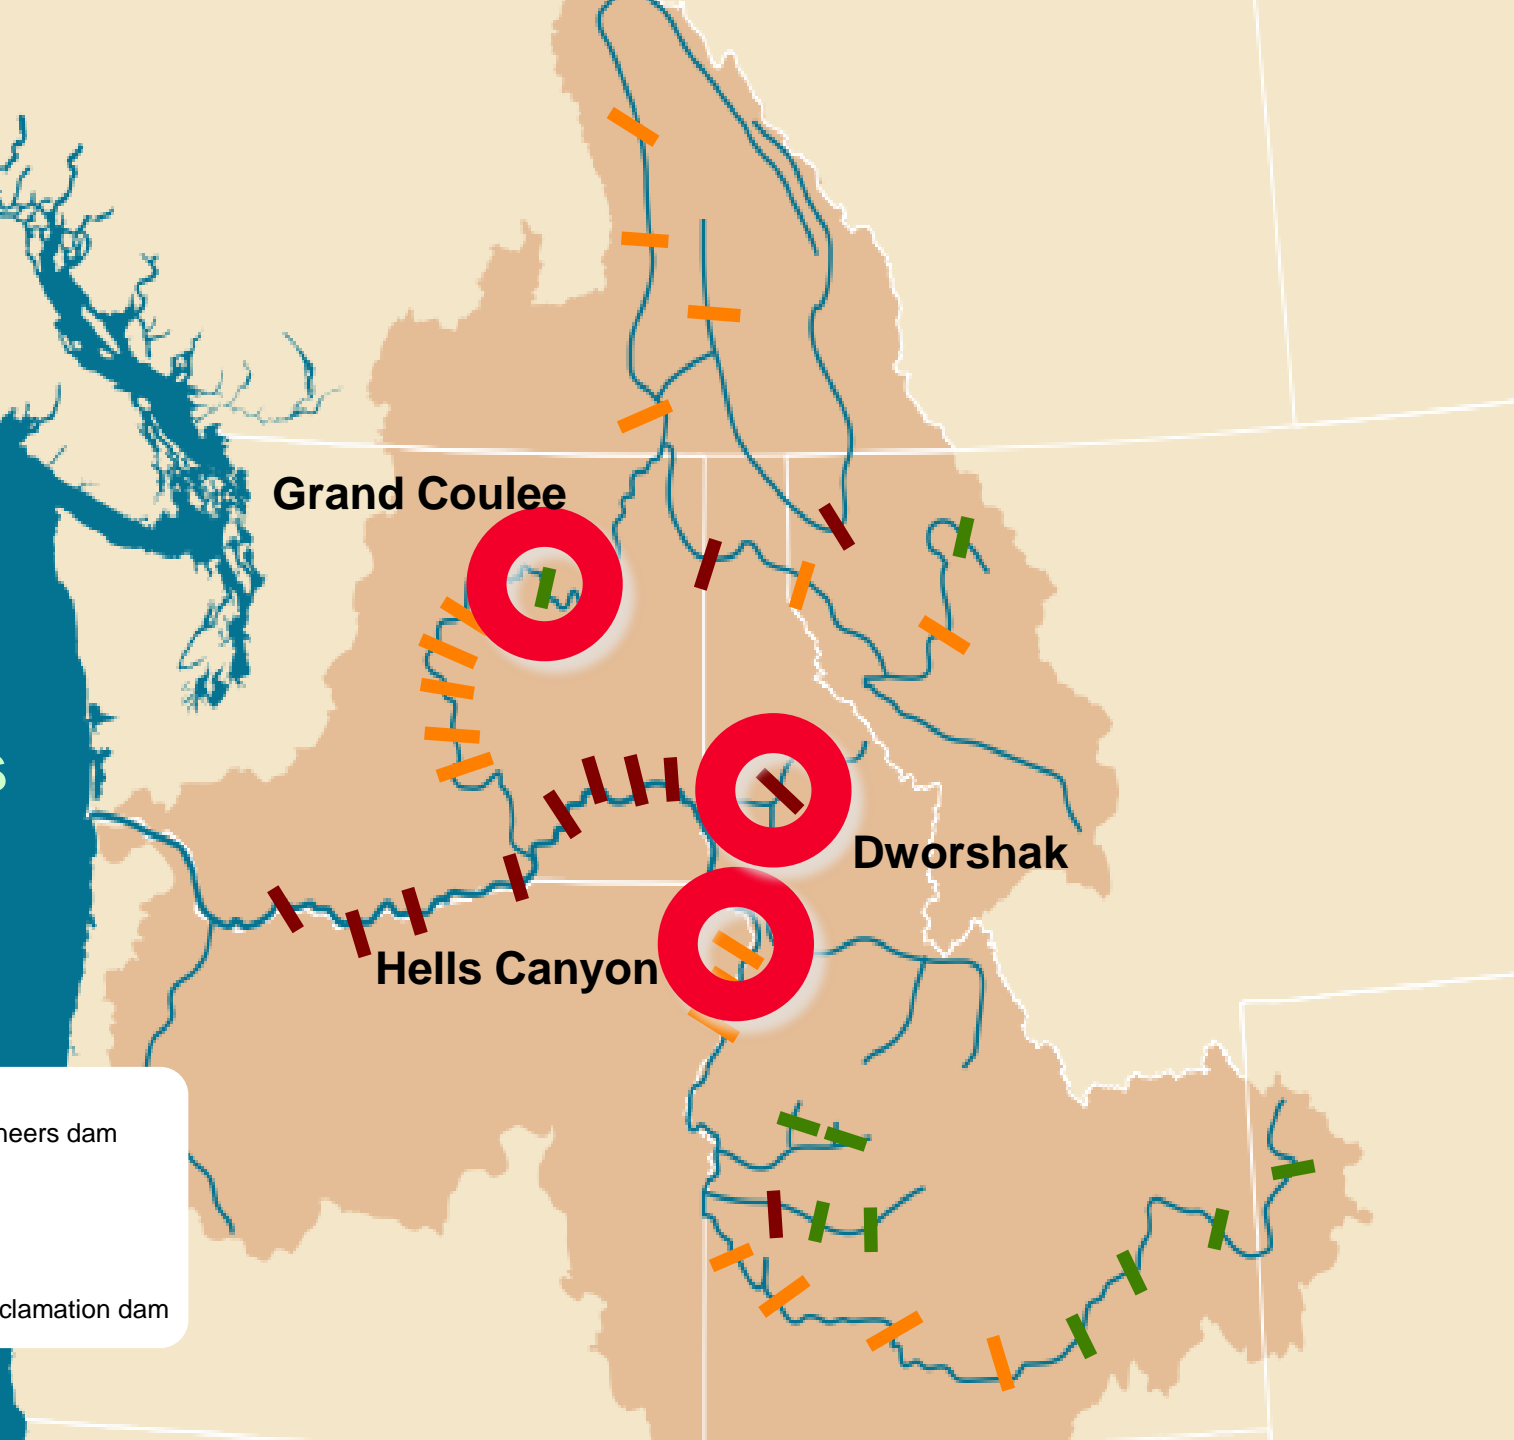 Grand Coulee
s
Dworshak
Hells Canyon
neers dam
clamation dam